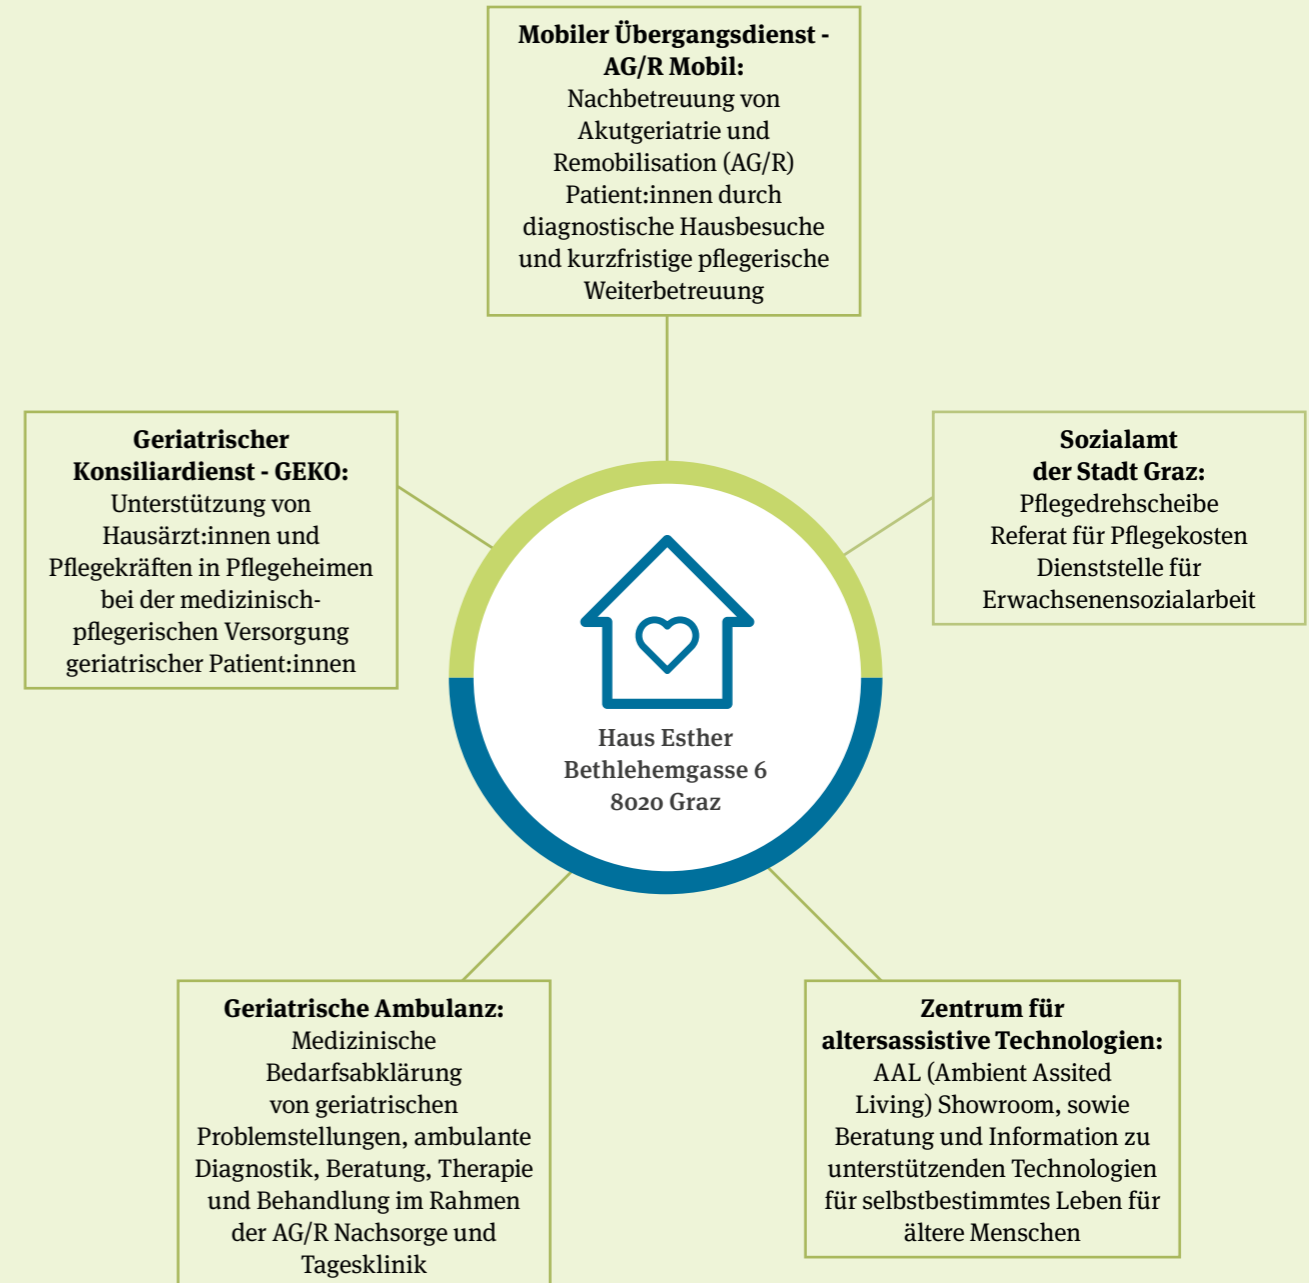 Mobiler Übergangsdienst -
AG/R Mobil:
Nachbetreuung von
Akutgeriatrie und
Remobilisation (AG/R)
Patient:innen durch
diagnostische Hausbesuche
und kurzfristige pflegerische
Weiterbetreuung
Geriatrischer
Konsiliardienst - GEKO:
Unterstützung von
Hausärzt:innen und
Pflegekräften in Pflegeheimen
bei der medizinisch-
pflegerischen Versorgung
geriatrischer Patient:innen
Sozialamt
der Stadt Graz:
Pflegedrehscheibe
Referat für Pflegekosten
Dienststelle für
Erwachsenensozialarbeit
Haus Esther
Bethlehemgasse 6
8020 Graz
Geriatrische Ambulanz:
Medizinische
Bedarfsabklärung
von geriatrischen
Problemstellungen, ambulante
Diagnostik, Beratung, Therapie
und Behandlung im Rahmen
der AG/R Nachsorge und
Tagesklinik
Zentrum für
altersassistive Technologien:
AAL (Ambient Assited
Living) Showroom, sowie
Beratung und Information zu
unterstützenden Technologien
für selbstbestimmtes Leben für
ältere Menschen